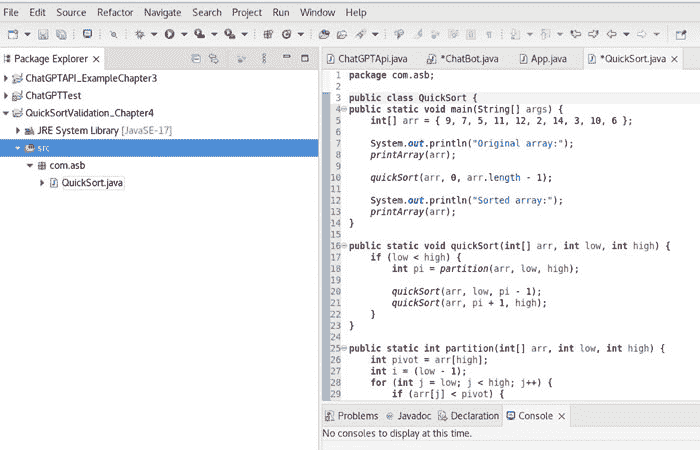 File Edit Source Refactor Navigate Search Project Run Window Help
Package Explorer
ChatGPTAPI_ExampleChapter3
ChatGPTTest
QuickSortValidation_Chapter4
JRE System Library [JavaSE-17]
src
com.asb
QuickSort.java
ChatGPTApi.java *ChatBot.java App.java *QuickSort.java
1 package com.asb;
2
3 public class QuickSort {
4 public static void main(String[] args) {
5 int[] arr = { 9, 7, 5, 11, 12, 2, 14, 3, 10, 6 };
6
7 System.out.println("Original array:");
8 printArray(arr);
9
10 quickSort(arr, 0, arr.length - 1);
11
12 System.out.println("Sorted array:");
13 printArray(arr);
14 }
15
16 public static void quickSort(int[] arr, int low, int high) {
17 if (low < high) {
18 int pi = partition(arr, low, high);
19
20 quickSort(arr, low, pi - 1);
21 quickSort(arr, pi + 1, high);
22 }
23 }
24
25 public static int partition(int[] arr, int low, int high) {
26 int pivot = arr[high];
27 int i = (low - 1);
28 for (int j = low; j < high; j++) {
29 if (arr[j] < pivot) {
Problems Javadoc Declaration Console
No consoles to display at this time.